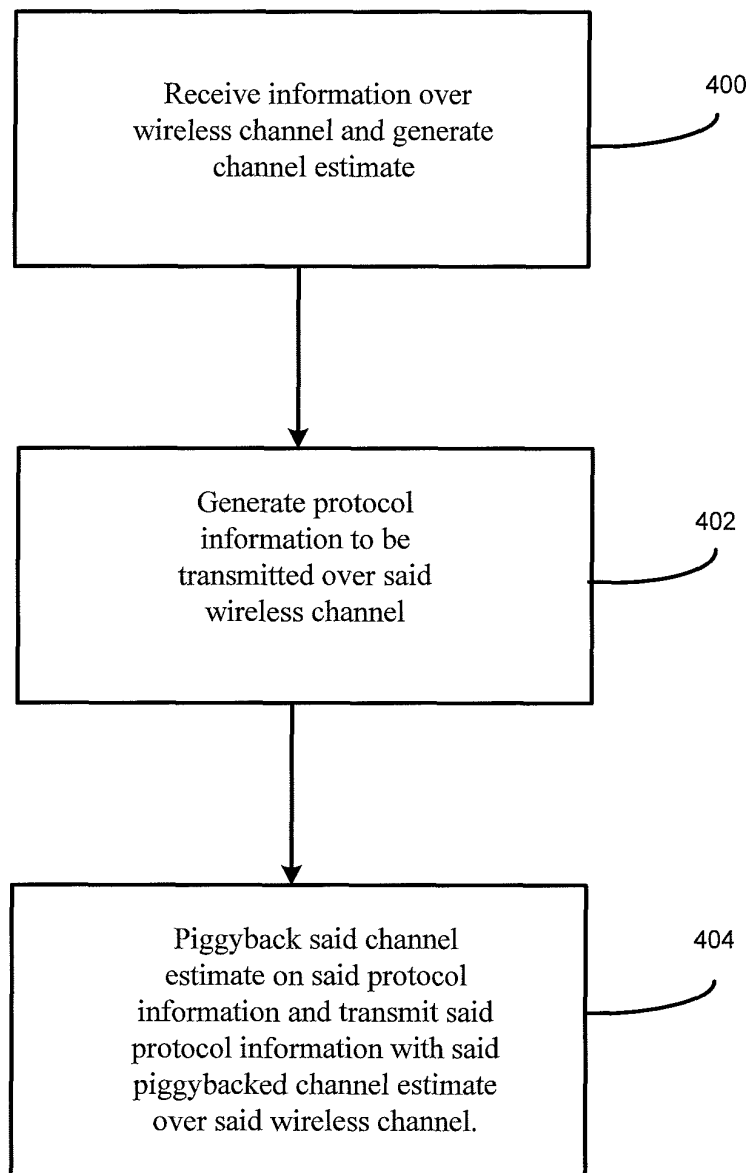 Receive information over
wireless channel and generate
channel estimate
400
Generate protocol
information to be
transmitted over said
wireless channel
402
Piggyback said channel
estimate on said protocol
information and transmit said
protocol information with said
piggybacked channel estimate
over said wireless channel.
404